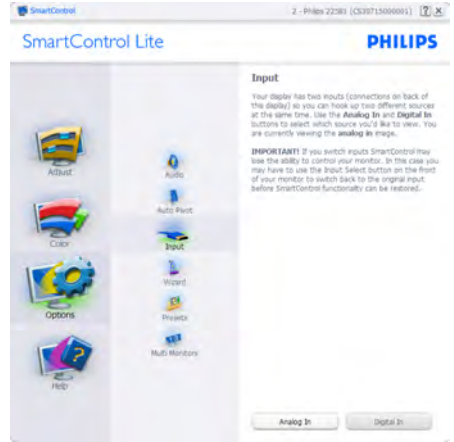 SmartControl
2 - Philips 225B1 (CS39715090001)
? X
SmartControl Lite
PHILIPS
Adjust
Color
Options
Help
Audio
Auto Pivot
Input
Wizard
Presets
Multi Monitors
Input
Your display has two inputs (connections on back of
the display) so you can hook up two different sources
at the same time. Use the Analog In and Digital In
buttons to select which source you'd like to view. You
are currently viewing the analog in image.
IMPORTANT! If you switch inputs SmartControl may
lose the ability to control your monitor. In this case you
may have to use the Input Select button on the front
of your monitor to switch back to the original input
before SmartControl functionality can be restored.
Analog In
Digital In